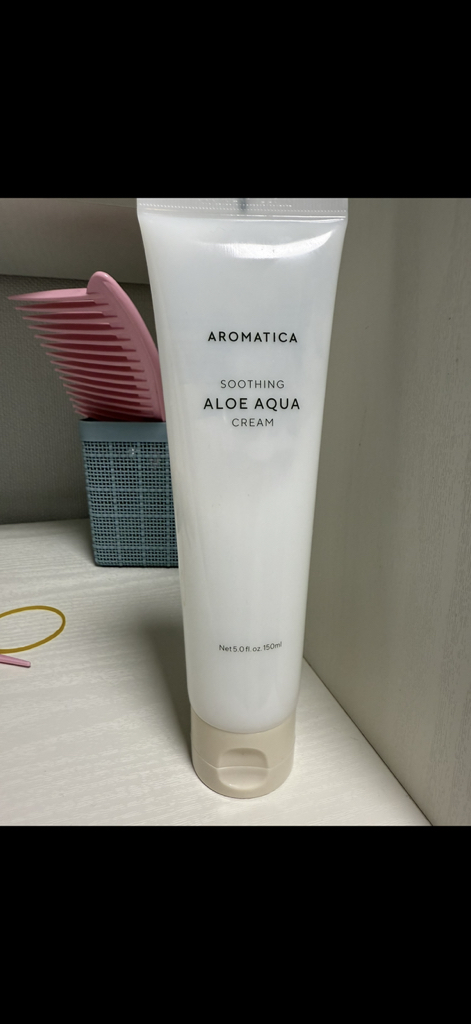 AROMATICA
SOOTHING
ALOE AQUA
CREAM
Net 5.0 fl. oz. 150ml